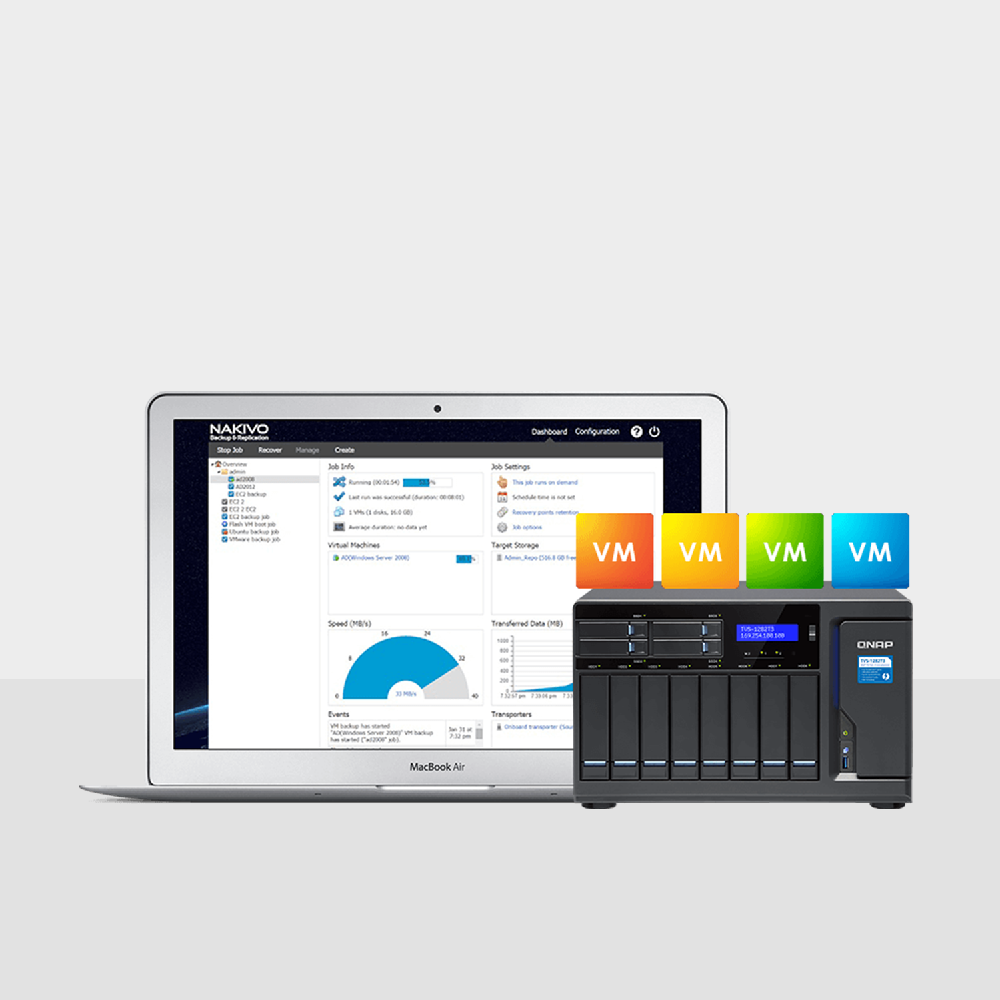 NAKIVO
Backup & Replication
Dashboard
Configuration
?
Stop Job
Recover
Manage
Create
Overview
admin
ad2008
AD2012
EC2 backup
EC2 2
EC2 2 EC2
EC2 backup job
Flash VM boot job
Ubuntu backup job
VMware backup job
Job Info
Running (00:01:54)
Last run was successful (duration: 00:08:01)
1 VMs (1 disks, 16.0 GB)
Average duration: no data yet
Job Settings
This job runs on demand
Schedule time is not set
Recovery points retention
Job options
Virtual Machines
AD(Windows Server 2008)
Target Storage
Admin_Repo (516.8 GB free
Speed (MB/s)
0
8
16
24
32
40
33 MB/s
Transferred Data (MB)
1000
800
600
400
200
0
7:32:57 pm
7:33:06 pm
7:33
Events
VM backup has started
"AD(Windows Server 2008)" VM backup
has started ("ad2008" job).
Jan 31 at
7:32 pm
Transporters
Onboard transporter (Sour
MacBook Air
VM
VM
VM
VM
TVS-1282T3
169.254.100.100
QNAP
TVS-1282T3